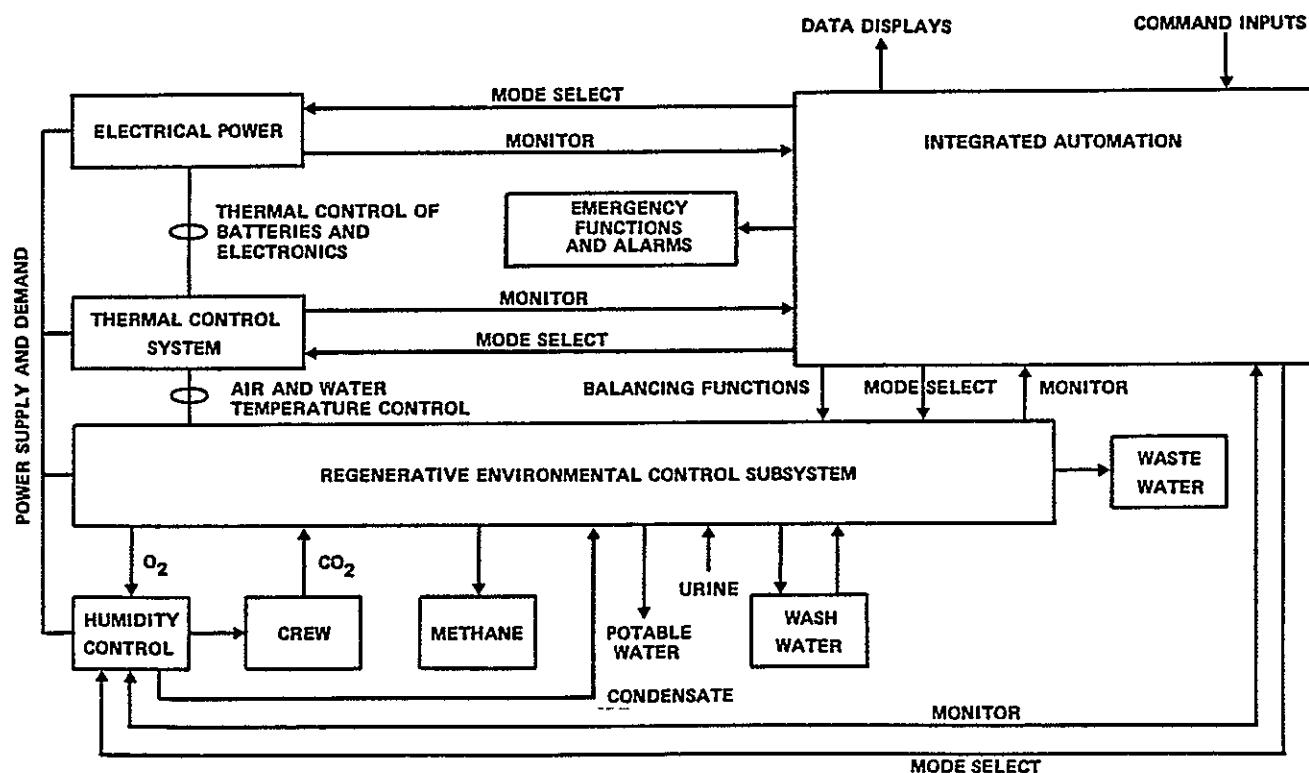 DATA DISPLAYS
COMMAND INPUTS
MODE SELECT
ELECTRICAL POWER
MONITOR
INTEGRATED AUTOMATION
THERMAL CONTROL OF
BATTERIES AND
ELECTRONICS
EMERGENCY
FUNCTIONS
AND ALARMS
POWER SUPPLY AND DEMAND
MONITOR
THERMAL CONTROL
SYSTEM
MODE SELECT
AIR AND WATER
TEMPERATURE CONTROL
BALANCING FUNCTIONS
MODE SELECT
MONITOR
REGENERATIVE ENVIRONMENTAL CONTROL SUBSYSTEM
WASTE
WATER
O2
CO2
URINE
HUMIDITY
CONTROL
CREW
METHANE
POTABLE
WATER
WASH
WATER
CONDENSATE
MONITOR
MODE SELECT